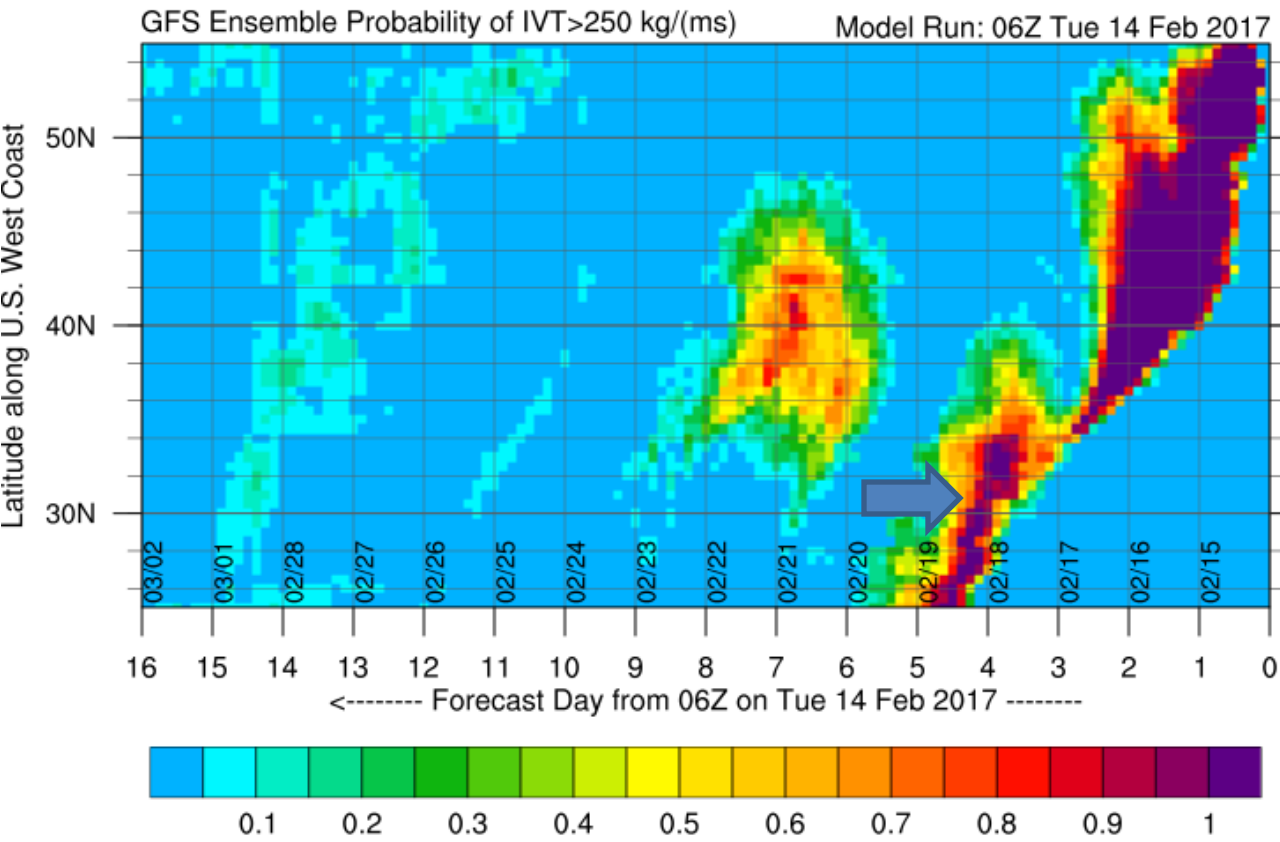 GFS Ensemble Probability of IVT>250 kg/(ms)
Model Run: 06Z Tue 14 Feb 2017
Latitude along U.S. West Coast
50N
40N
30N
03/02 03/01 02/28 02/27 02/26 02/25 02/24 02/23 02/22 02/21 02/20 02/19 02/18 02/17 02/16 02/15
16 15 14 13 12 11 10 9 8 7 6 5 4 3 2 1 0
<-------- Forecast Day from 06Z on Tue 14 Feb 2017 --------
0.1 0.2 0.3 0.4 0.5 0.6 0.7 0.8 0.9 1